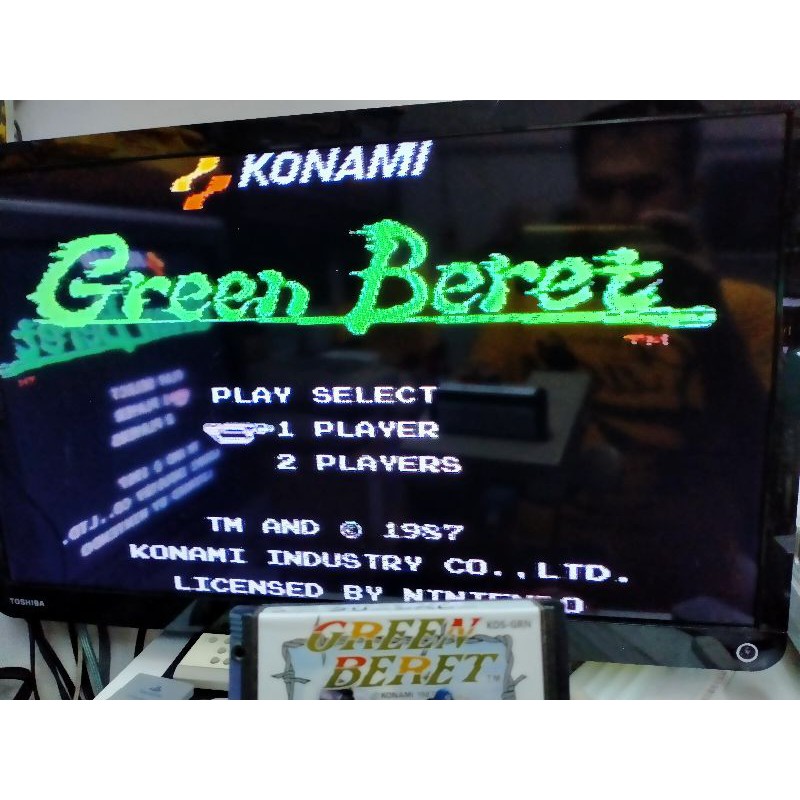 KONAMI
Green Beret
TM
PLAY SELECT
1 PLAYER
2 PLAYERS
TM AND © 1987
KONAMI INDUSTRY CO.,LTD.
LICENSED BY NINTENDO
TOSHIBA
GREEN
KDS-GRN
BERET
TM